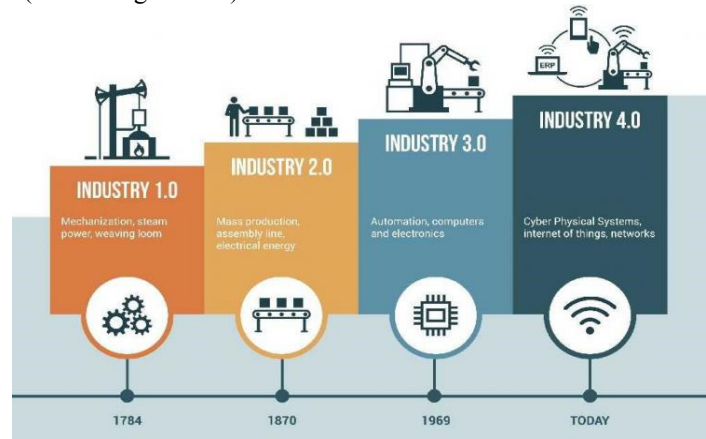 ERP
INDUSTRY 1.0
Mechanization, steam
power, weaving loom
INDUSTRY 2.0
Mass production,
assembly line,
electrical energy
INDUSTRY 3.0
Automation, computers
and electronics
INDUSTRY 4.0
Cyber Physical Systems,
internet of things, networks
1784
1870
1969
TODAY